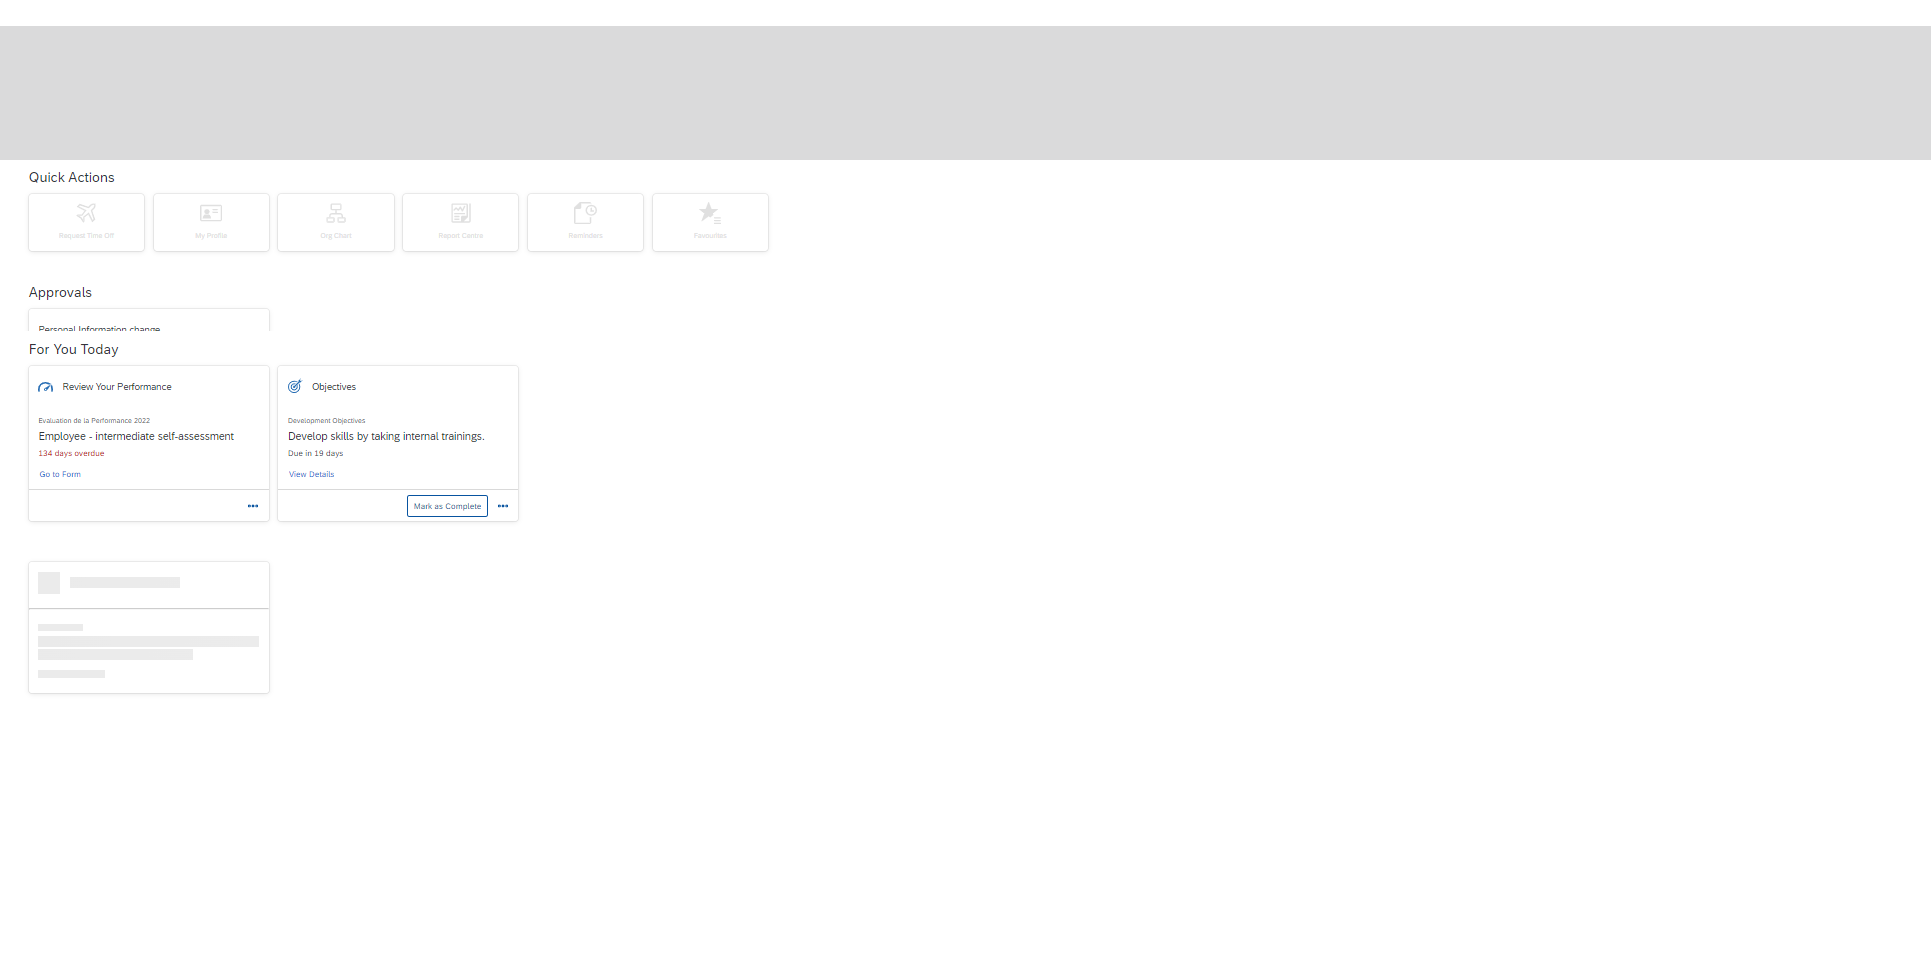 Quick Actions
Request Time Off
My Profile
Org Chart
Report Centre
Reminders
Favourites
Approvals
Personal Information change
For You Today
Review Your Performance
Evaluation de la Performance 2022
Employee - intermediate self-assessment
134 days overdue
Go to Form
Objectives
Development Objectives
Develop skills by taking internal trainings.
Due in 19 days
View Details
Mark as Complete